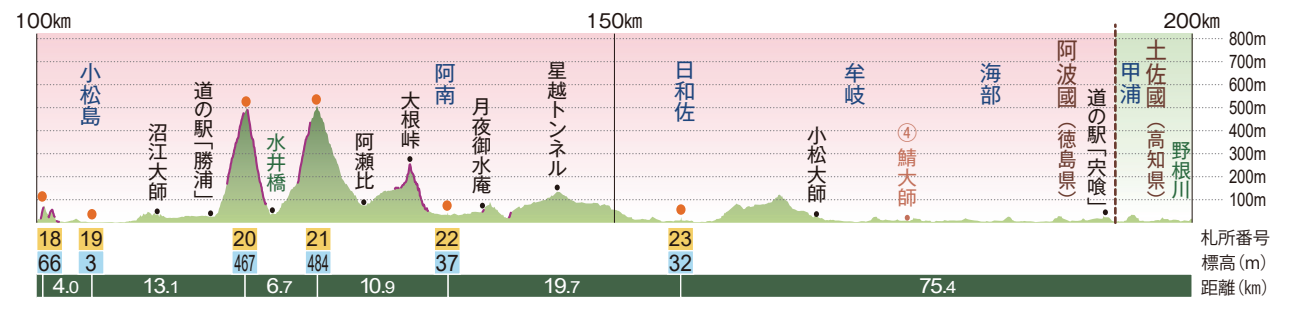 100km
150km
200km
800m
700m
600m
500m
400m
300m
200m
100m
小松島
沼江大師
道の駅「勝浦」
水井橋
阿瀬比
大根峠
阿南
月夜御水庵
星越トンネル
日和佐
小松大師
牟岐
④鯖大師
海部
阿波國(徳島県)
道の駅「宍喰」
甲浦
土佐國(高知県)
野根川
18 19 20 21 22 23 札所番号
66 3 467 484 37 32 標高(m)
4.0 13.1 6.7 10.9 19.7 75.4 距離(km)